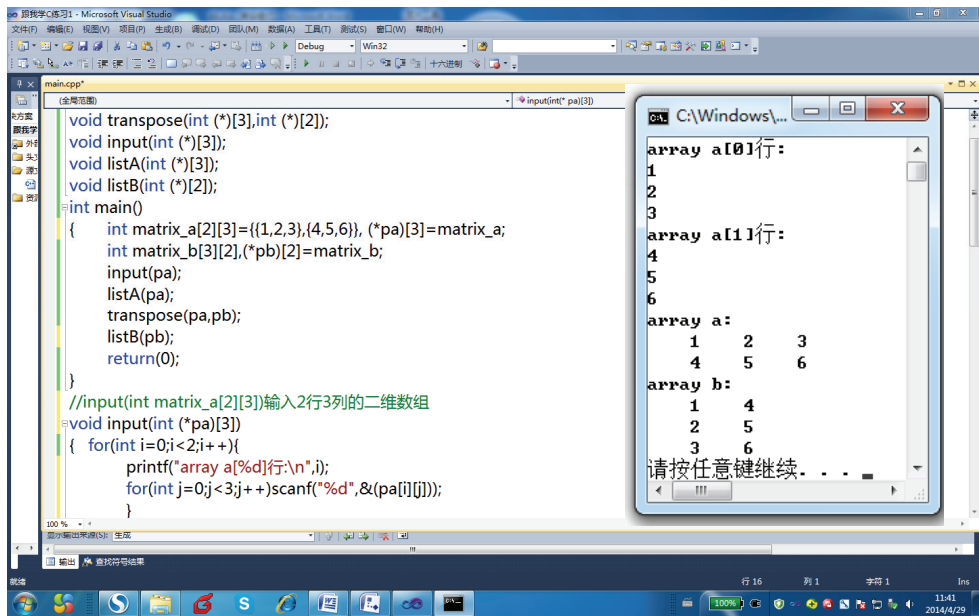 跟我学C练习1 - Microsoft Visual Studio
文件(F) 编辑(E) 视图(V) 项目(P) 生成(B) 调试(D) 团队(M) 数据(A) 工具(T) 测试(S) 窗口(W) 帮助(H)
Debug Win32
十六进制
main.cpp*
(全局范围) input(int(* pa)[3])
void transpose(int (*)[3],int (*)[2]);
void input(int (*)[3]);
void listA(int (*)[3]);
void listB(int (*)[2]);
int main()
{ int matrix_a[2][3]={{1,2,3},{4,5,6}}, (*pa)[3]=matrix_a;
int matrix_b[3][2],(*pb)[2]=matrix_b;
input(pa);
listA(pa);
transpose(pa,pb);
listB(pb);
return(0);
}
//input(int matrix_a[2][3])输入2行3列的二维数组
void input(int (*pa)[3])
{ for(int i=0;i<2;i++){
printf("array a[%d]行:\n",i);
for(int j=0;j<3;j++)scanf("%d",&(pa[i][j]));
}
100 %
C:\Windows\...
array a[0]行:
1
2
3
array a[1]行:
4
5
6
array a:
1 2 3
4 5 6
array b:
1 4
2 5
3 6
请按任意键继续. . .
显示输出来源(S): 生成
输出 查找符号结果
就绪 行 16 列 1 字符 1 Ins
100% 11:41
2014/4/29